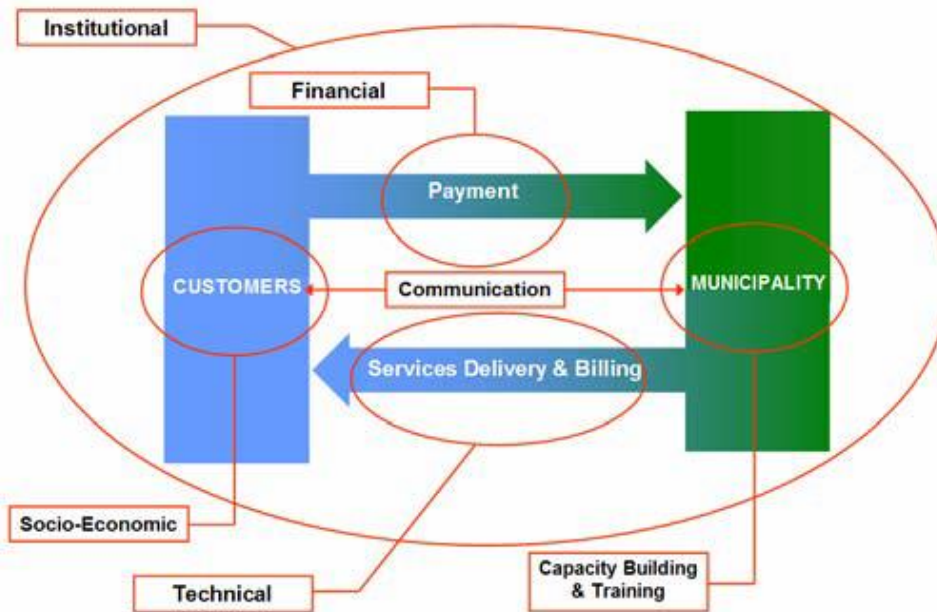 Institutional
Financial
Payment
CUSTOMERS
Communication
MUNICIPALITY
Services Delivery & Billing
Socio-Economic
Technical
Capacity Building
& Training